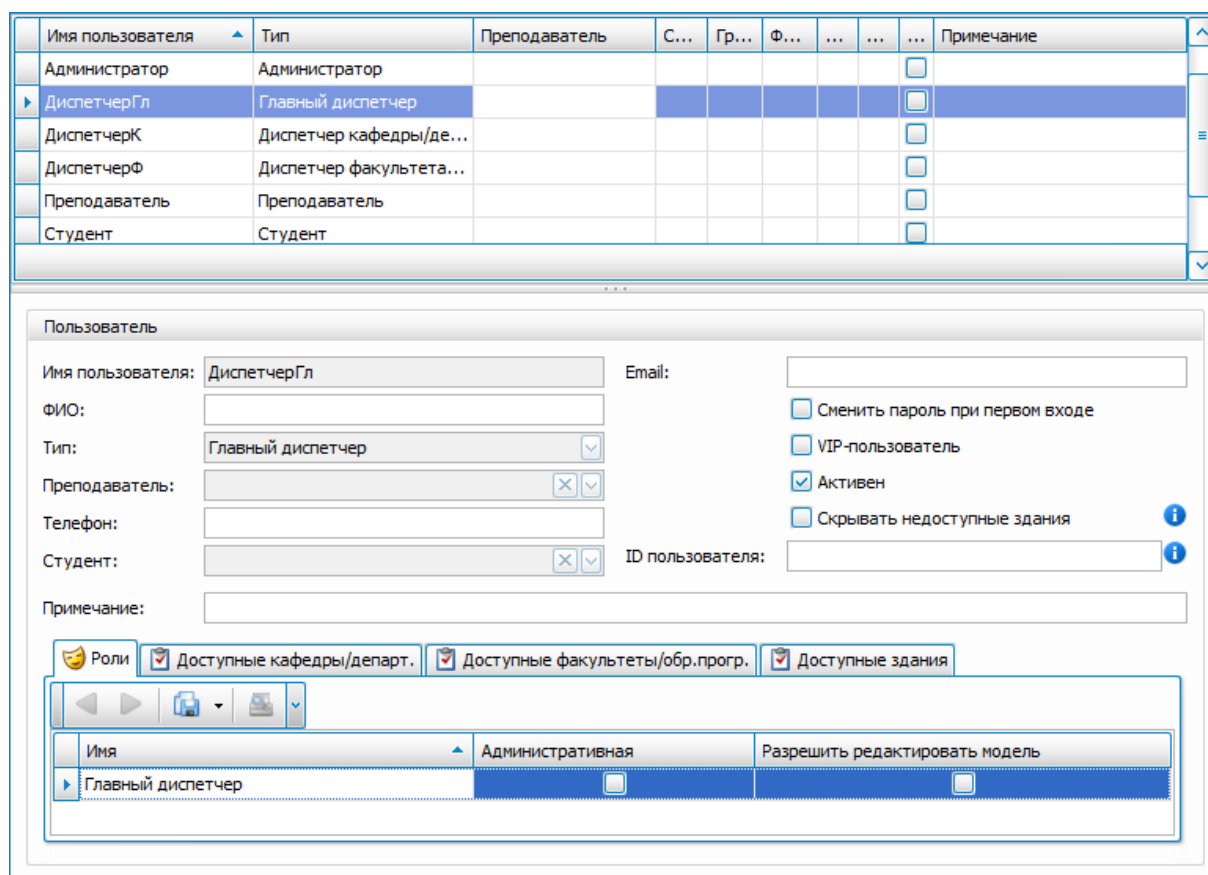 Имя пользователя Тип Преподаватель С... Гр... Ф... ... ... ... Примечание
Администратор Администратор
ДиспетчерГл Главный диспетчер
ДиспетчерК Диспетчер кафедры/де...
ДиспетчерФ Диспетчер факультета...
Преподаватель Преподаватель
Студент Студент
Пользователь
Имя пользователя: ДиспетчерГл Email:
ФИО: Сменить пароль при первом входе
Тип: Главный диспетчер VIP-пользователь
Преподаватель: Активен
Телефон: Скрывать недоступные здания
Студент: ID пользователя:
Примечание:
Роли Доступные кафедры/департ. Доступные факультеты/обр.прогр. Доступные здания
Имя Административная Разрешить редактировать модель
Главный диспетчер